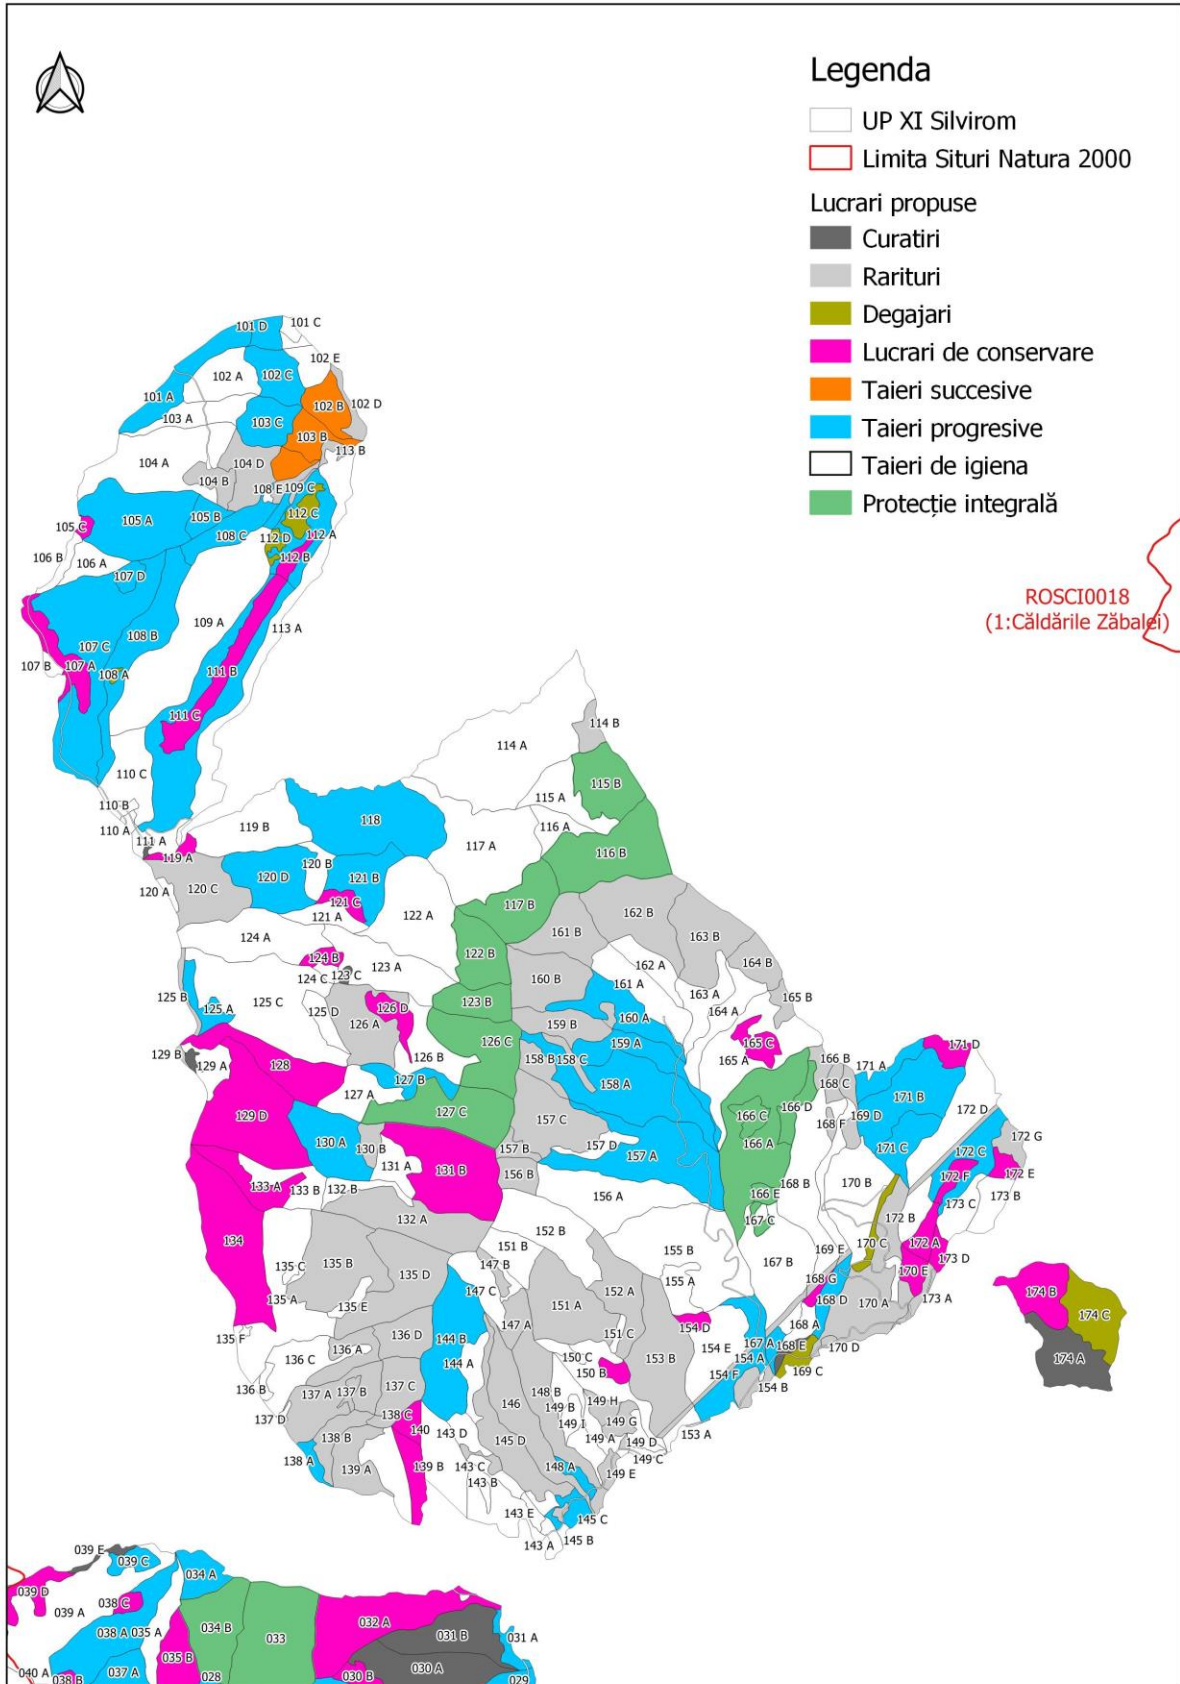 Legenda
UP XI Silvirom
Limita Situri Natura 2000
Lucrari propuse
Curatiri
Rarituri
Degajari
Lucrari de conservare
Taieri succesive
Taieri progresive
Taieri de igiena
Protecție integrală
ROSCI0018
(1:Căldările Zăbalei)
101 D
101 C
102 E
102 A
102 C
101 A
102 B
102 D
103 A
103 C
103 B
113 B
104 A
104 D
104 B
108 E
109 C
105 A
105 B
112 C
105 C
108 C
112 D
112 A
106 B
106 A
112 B
107 D
109 A
113 A
108 B
107 C
107 B
107 A
108 A
111 B
111 C
114 B
114 A
110 C
115 B
115 A
110 B
110 A
119 B
118
116 A
111 A
117 A
119 A
116 B
120 B
120 A
120 C
120 D
121 B
121 C
117 B
162 B
121 A
122 A
161 B
163 B
124 A
122 B
164 B
124 B
123 A
162 A
124 C
123 C
160 B
161 A
163 A
165 B
125 B
125 A
125 C
125 D
126 D
123 B
164 A
126 A
160 A
159 B
126 C
159 A
165 C
129 B
129 A
128
126 B
158 B
158 C
165 A
166 B
171 A
171 D
127 B
158 A
168 C
127 A
166 D
171 B
127 C
166 C
169 D
172 D
129 D
157 C
168 F
130 A
130 B
157 B
157 D
166 A
171 C
172 C
172 G
131 A
131 B
157 A
156 B
172 F
172 E
133 A
133 B
132 B
156 A
166 E
168 B
170 B
173 B
173 C
132 A
167 C
172 B
134
152 B
170 C
172 A
151 B
155 B
169 E
173 D
135 C
135 B
135 D
147 B
167 B
170 E
135 A
147 C
155 A
168 G
152 A
168 D
173 A
135 E
151 A
170 A
174 B
174 C
135 F
136 D
144 B
147 A
151 C
154 D
168 A
136 A
154 E
167 A
168 E
170 D
136 C
144 A
150 C
153 B
154 A
174 A
136 B
137 C
150 B
154 F
169 C
137 A
137 B
148 B
149 H
154 B
137 D
138 C
146
149 B
149 G
140
149 I
153 A
138 B
143 D
145 D
149 A
149 D
138 A
139 A
139 B
143 C
148 A
149 C
149 E
143 B
143 E
145 C
143 A
145 B
039 E
039 C
034 A
039 D
038 C
039 A
032 A
038 A
035 A
034 B
033
031 B
031 A
040 A
038 B
037 A
035 B
028
030 B
030 A
029